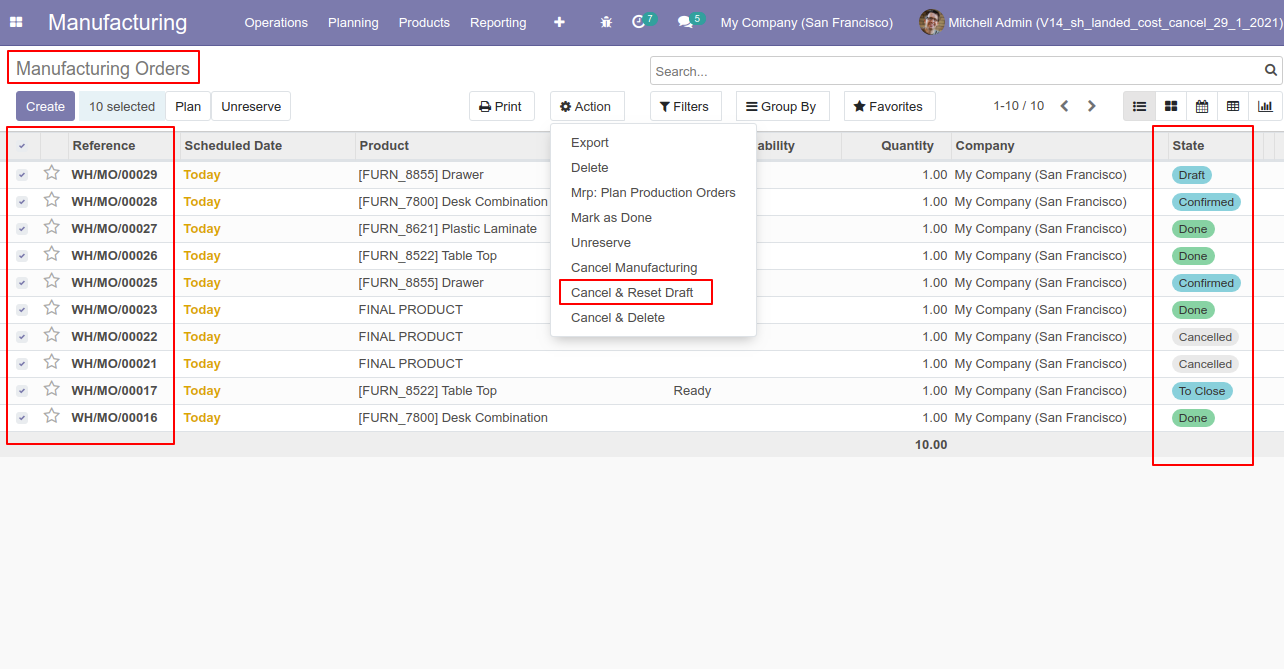 Manufacturing Operations Planning Products Reporting 7 5 My Company (San Francisco) Mitchell Admin (V14_sh_landed_cost_cancel_29_1_2021)
Manufacturing Orders
Search...
Create 10 selected Plan Unreserve Print Action Filters Group By Favorites 1-10 / 10
Export
Delete
Mrp: Plan Production Orders
Mark as Done
Unreserve
Cancel Manufacturing
Cancel & Reset Draft
Cancel & Delete
Reference Scheduled Date Product ability Quantity Company State
WH/MO/00029 Today [FURN_8855] Drawer 1.00 My Company (San Francisco) Draft
WH/MO/00028 Today [FURN_7800] Desk Combination 1.00 My Company (San Francisco) Confirmed
WH/MO/00027 Today [FURN_8621] Plastic Laminate 1.00 My Company (San Francisco) Done
WH/MO/00026 Today [FURN_8522] Table Top 1.00 My Company (San Francisco) Done
WH/MO/00025 Today [FURN_8855] Drawer 1.00 My Company (San Francisco) Confirmed
WH/MO/00023 Today FINAL PRODUCT 1.00 My Company (San Francisco) Done
WH/MO/00022 Today FINAL PRODUCT 1.00 My Company (San Francisco) Cancelled
WH/MO/00021 Today FINAL PRODUCT 1.00 My Company (San Francisco) Cancelled
WH/MO/00017 Today [FURN_8522] Table Top Ready 1.00 My Company (San Francisco) To Close
WH/MO/00016 Today [FURN_7800] Desk Combination 1.00 My Company (San Francisco) Done
10.00